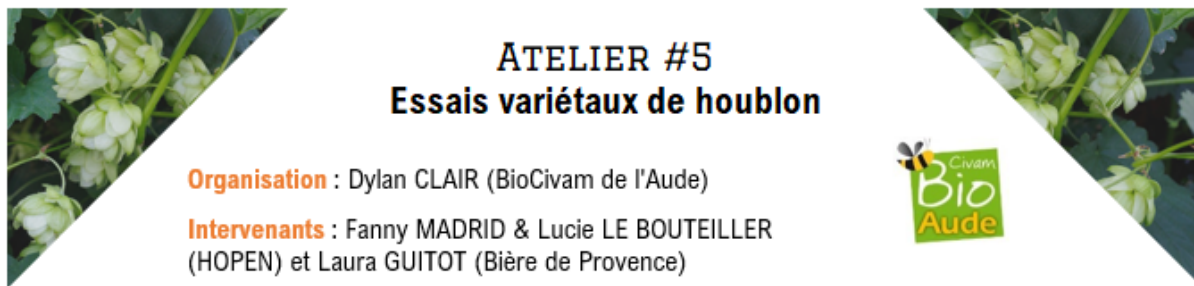 ATELIER #5
Essais variétaux de houblon
Organisation : Dylan CLAIR (BioCivam de l'Aude)
Intervenants : Fanny MADRID & Lucie LE BOUTEILLER
(HOPEN) et Laura GUITOT (Bière de Provence)
Civam
Bio
Aude